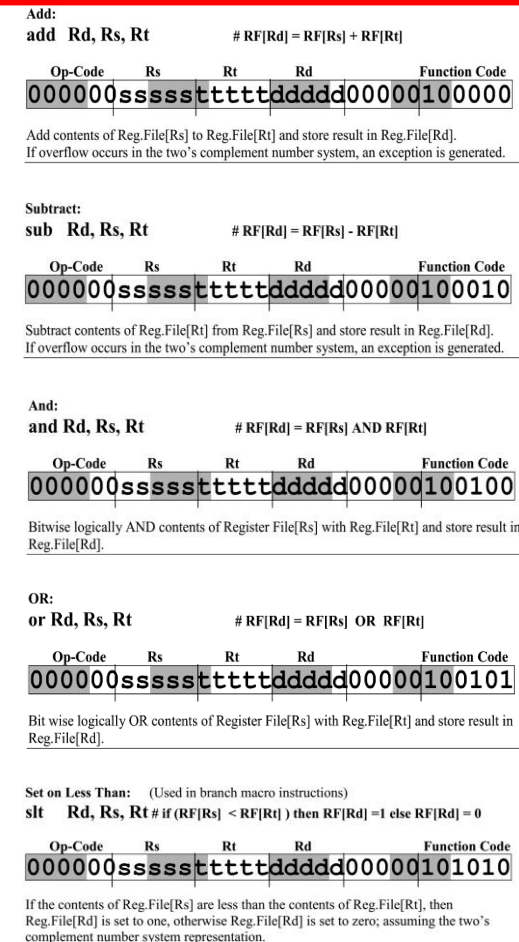 Add:
add Rd, Rs, Rt # RF[Rd] = RF[Rs] + RF[Rt]
Op-Code Rs Rt Rd Function Code
000000ssssstttttddddd00000100000
Add contents of Reg.File[Rs] to Reg.File[Rt] and store result in Reg.File[Rd].
If overflow occurs in the two's complement number system, an exception is generated.
Subtract:
sub Rd, Rs, Rt # RF[Rd] = RF[Rs] - RF[Rt]
Op-Code Rs Rt Rd Function Code
000000ssssstttttddddd00000100010
Subtract contents of Reg.File[Rt] from Reg.File[Rs] and store result in Reg.File[Rd].
If overflow occurs in the two's complement number system, an exception is generated.
And:
and Rd, Rs, Rt # RF[Rd] = RF[Rs] AND RF[Rt]
Op-Code Rs Rt Rd Function Code
000000ssssstttttddddd00000100100
Bitwise logically AND contents of Register File[Rs] with Reg.File[Rt] and store result in
Reg.File[Rd].
OR:
or Rd, Rs, Rt # RF[Rd] = RF[Rs] OR RF[Rt]
Op-Code Rs Rt Rd Function Code
000000ssssstttttddddd00000100101
Bit wise logically OR contents of Register File[Rs] with Reg.File[Rt] and store result in
Reg.File[Rd].
Set on Less Than: (Used in branch macro instructions)
slt Rd, Rs, Rt # if (RF[Rs] < RF[Rt] ) then RF[Rd] =1 else RF[Rd] = 0
Op-Code Rs Rt Rd Function Code
000000ssssstttttddddd00000101010
If the contents of Reg.File[Rs] are less than the contents of Reg.File[Rt], then
Reg.File[Rd] is set to one, otherwise Reg.File[Rd] is set to zero; assuming the two's
complement number system representation.